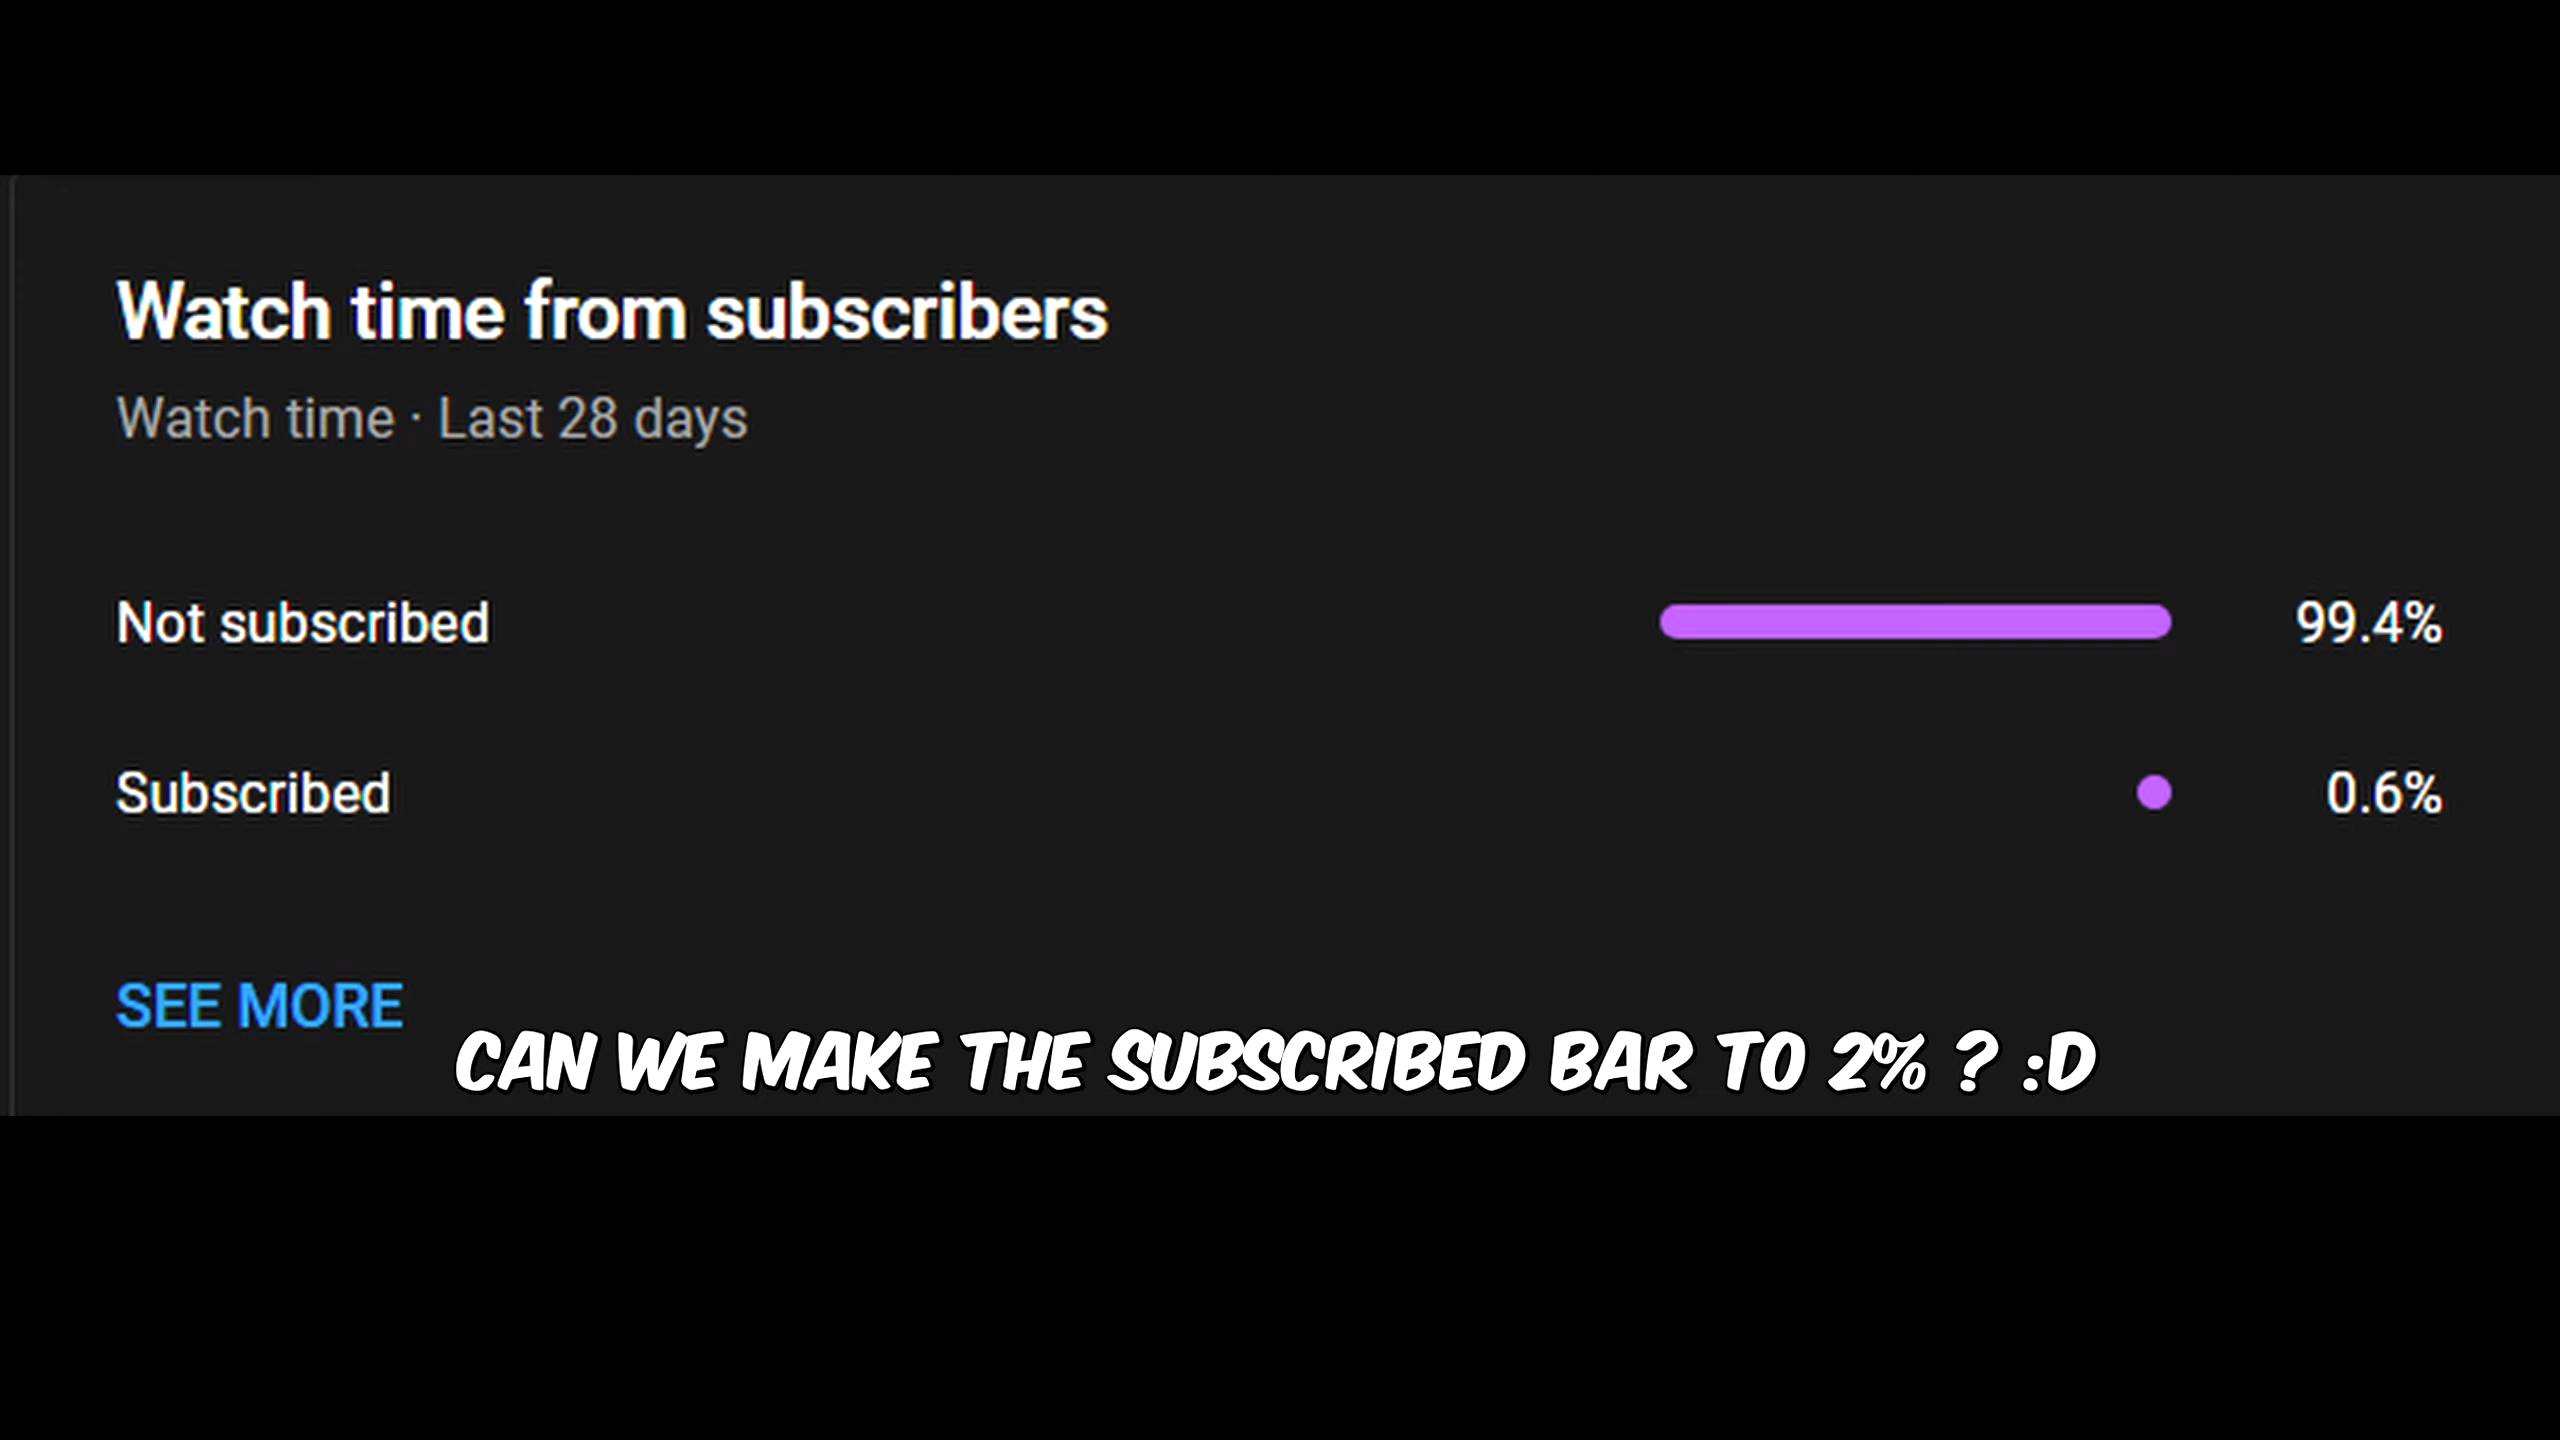 Watch time from subscribers
Watch time · Last 28 days
Not subscribed 99.4%
Subscribed 0.6%
SEE MORE
CAN WE MAKE THE SUBSCRIBED BAR TO 2% ? :D